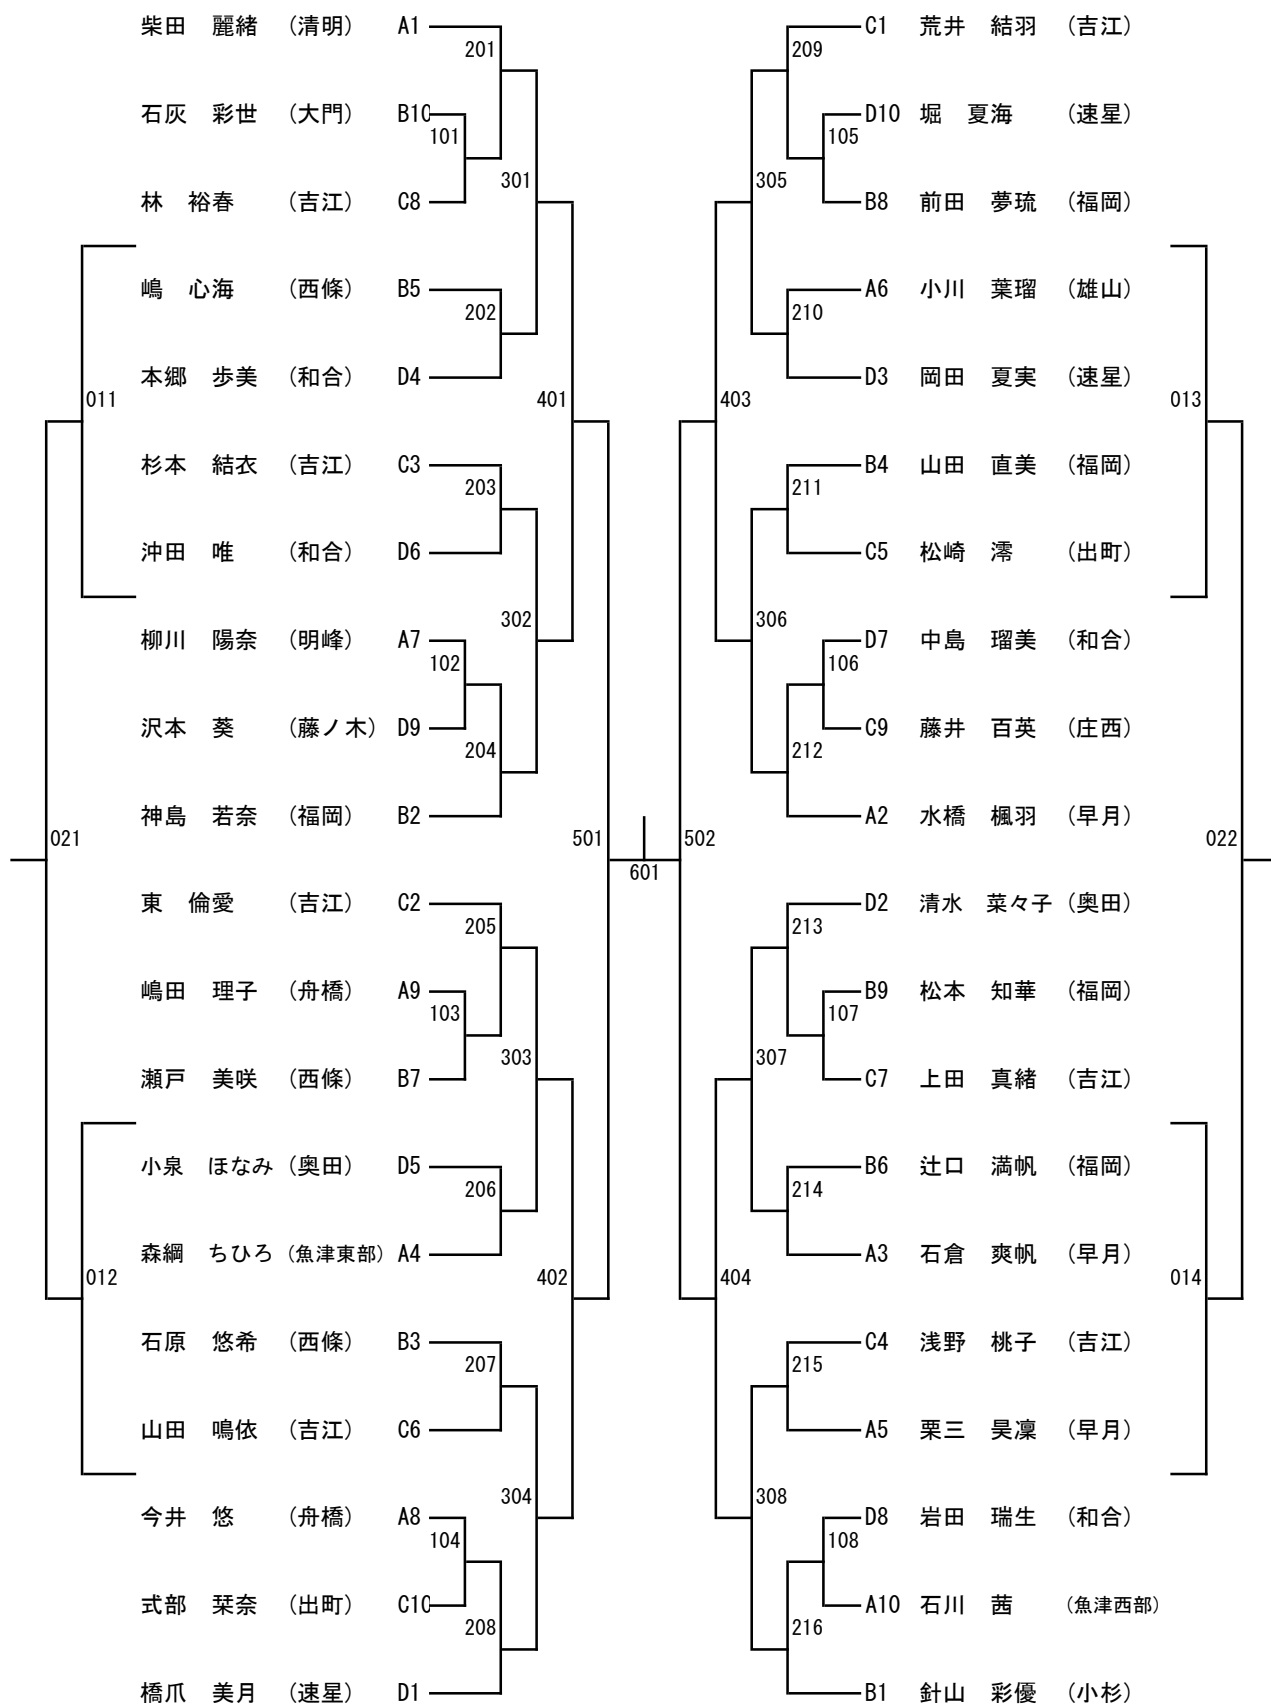 柴田　麗緒　（清明）　A1
201
石灰　彩世　（大門）　B10
101
301
林　裕春　（吉江）　C8
嶋　心海　（西條）　B5
202
本郷　歩美　（和合）　D4
011
401
杉本　結衣　（吉江）　C3
203
沖田　唯　（和合）　D6
302
柳川　陽奈　（明峰）　A7
102
沢本　葵　（藤ノ木）　D9
204
神島　若奈　（福岡）　B2
021
501
601
東　倫愛　（吉江）　C2
205
嶋田　理子　（舟橋）　A9
103
303
瀬戸　美咲　（西條）　B7
小泉　ほなみ（奥田）　D5
206
森綱　ちひろ（魚津東部）　A4
012
402
石原　悠希　（西條）　B3
207
山田　鳴依　（吉江）　C6
304
今井　悠　（舟橋）　A8
104
式部　栞奈　（出町）　C10
208
橋爪　美月　（速星）　D1
C1　荒井　結羽　（吉江）
209
D10　堀　夏海　（速星）
105
305
B8　前田　夢琉　（福岡）
A6　小川　葉瑠　（雄山）
210
D3　岡田　夏実　（速星）
403
013
B4　山田　直美　（福岡）
211
C5　松崎　澪　（出町）
306
D7　中島　瑠美　（和合）
106
C9　藤井　百英　（庄西）
212
A2　水橋　楓羽　（早月）
502
022
D2　清水　菜々子（奥田）
213
B9　松本　知華　（福岡）
107
307
C7　上田　真緒　（吉江）
B6　辻口　満帆　（福岡）
214
A3　石倉　爽帆　（早月）
404
014
C4　浅野　桃子　（吉江）
215
A5　栗三　昊凜　（早月）
308
D8　岩田　瑞生　（和合）
108
A10　石川　茜　（魚津西部）
216
B1　針山　彩優　（小杉）